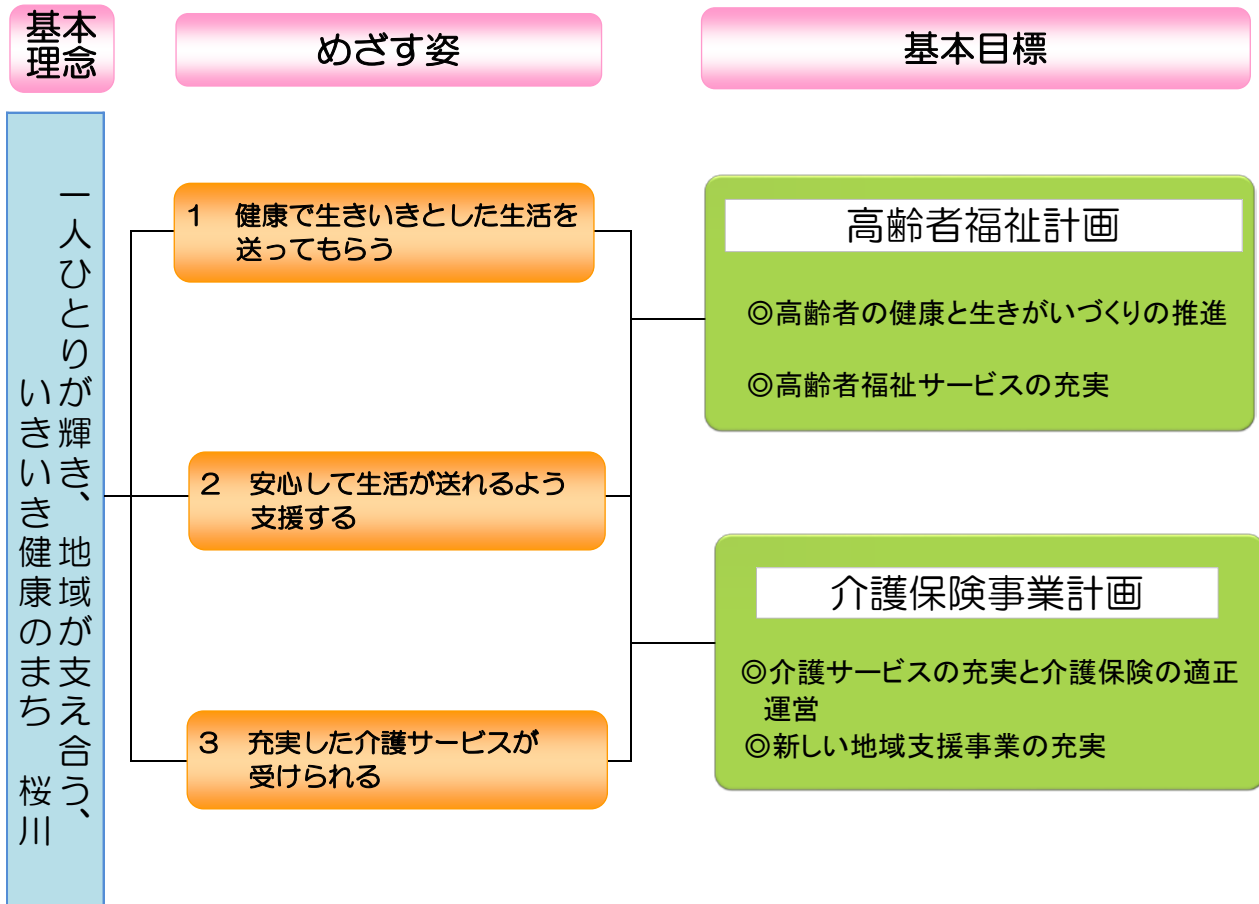 基本
理念
めざす姿
基本目標
一人ひとりが輝き、地域が支え合う、
いきいき健康のまち 桜川
1 健康で生きいきとした生活を
送ってもらう
2 安心して生活が送れるよう
支援する
3 充実した介護サービスが
受けられる
高齢者福祉計画
◎高齢者の健康と生きがいづくりの推進
◎高齢者福祉サービスの充実
介護保険事業計画
◎介護サービスの充実と介護保険の適正
運営
◎新しい地域支援事業の充実